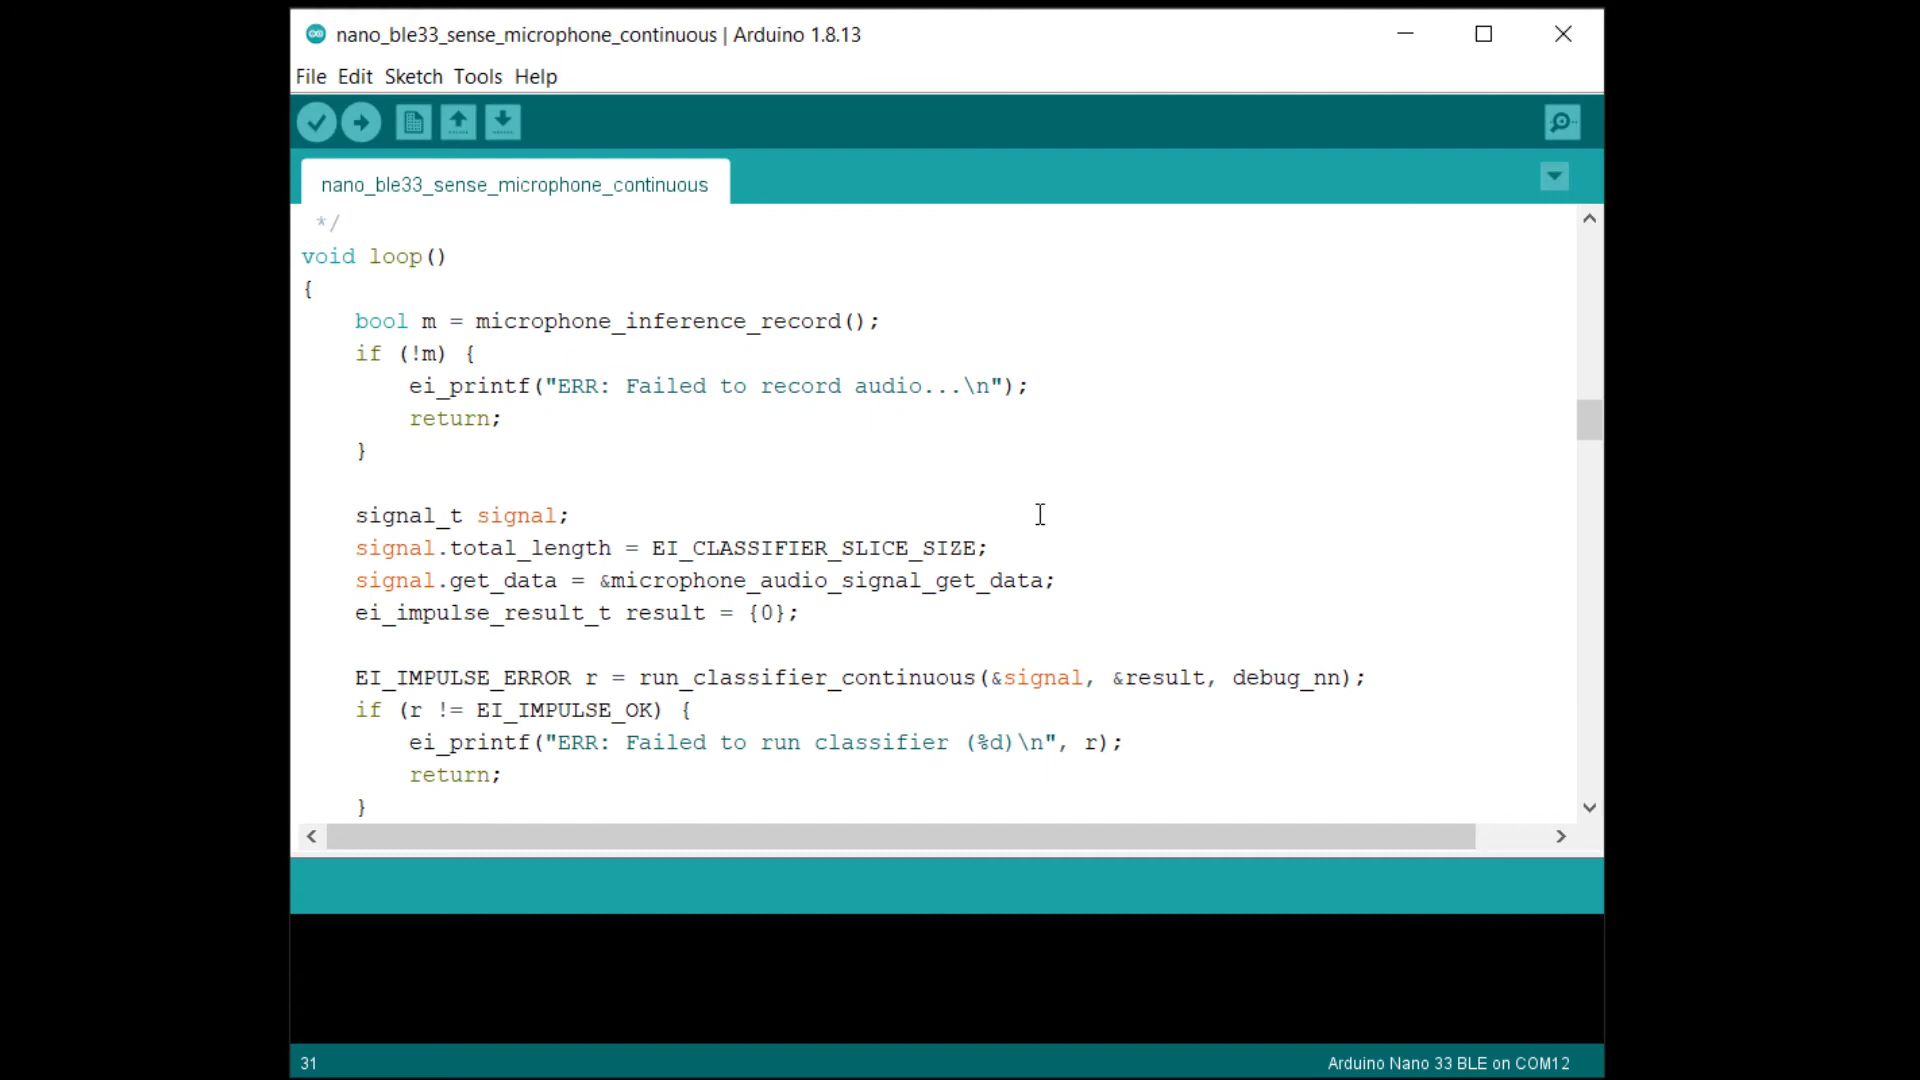 nano_ble33_sense_microphone_continuous | Arduino 1.8.13
File Edit Sketch Tools Help
nano_ble33_sense_microphone_continuous
*/
void loop()
{
    bool m = microphone_inference_record();
    if (!m) {
        ei_printf("ERR: Failed to record audio...\n");
        return;
    }
    signal_t signal;
    signal.total_length = EI_CLASSIFIER_SLICE_SIZE;
    signal.get_data = &microphone_audio_signal_get_data;
    ei_impulse_result_t result = {0};
    EI_IMPULSE_ERROR r = run_classifier_continuous(&signal, &result, debug_nn);
    if (r != EI_IMPULSE_OK) {
        ei_printf("ERR: Failed to run classifier (%d)\n", r);
        return;
    }
31
Arduino Nano 33 BLE on COM12